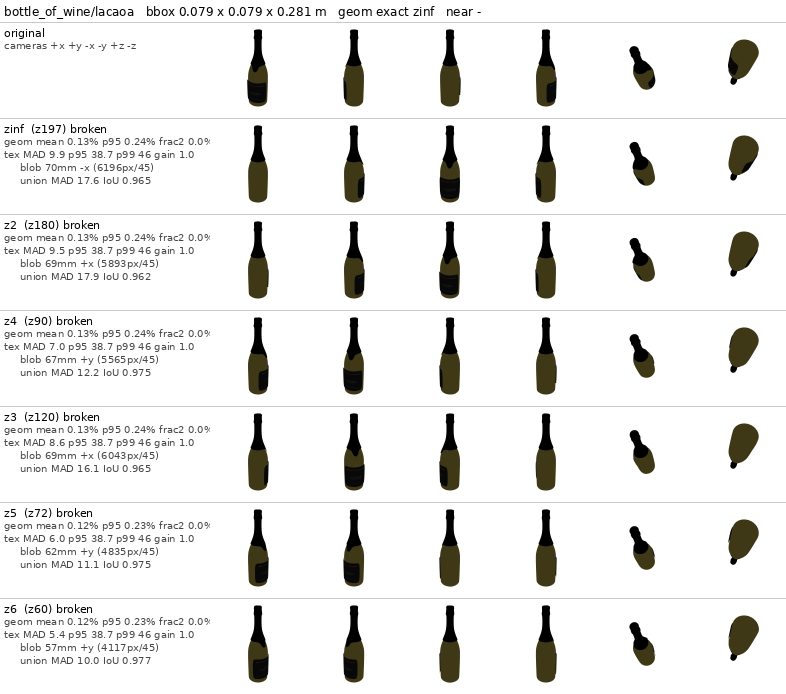 bottle_of_wine/lacaoa bbox 0.079 x 0.079 x 0.281 m geom exact zinf near -
original
cameras +x +y -x -y +z -z
zinf (z197) broken
geom mean 0.13% p95 0.24% frac2 0.0%
tex MAD 9.9 p95 38.7 p99 46 gain 1.0
blob 70mm -x (6196px/45)
union MAD 17.6 IoU 0.965
z2 (z180) broken
geom mean 0.13% p95 0.24% frac2 0.0%
tex MAD 9.5 p95 38.7 p99 46 gain 1.0
blob 69mm +x (5893px/45)
union MAD 17.9 IoU 0.962
z4 (z90) broken
geom mean 0.13% p95 0.24% frac2 0.0%
tex MAD 7.0 p95 38.7 p99 46 gain 1.0
blob 67mm +y (5565px/45)
union MAD 12.2 IoU 0.975
z3 (z120) broken
geom mean 0.13% p95 0.24% frac2 0.0%
tex MAD 8.6 p95 38.7 p99 46 gain 1.0
blob 69mm +x (6043px/45)
union MAD 16.1 IoU 0.965
z5 (z72) broken
geom mean 0.12% p95 0.23% frac2 0.0%
tex MAD 6.0 p95 38.7 p99 46 gain 1.0
blob 62mm +y (4835px/45)
union MAD 11.1 IoU 0.975
z6 (z60) broken
geom mean 0.12% p95 0.23% frac2 0.0%
tex MAD 5.4 p95 38.7 p99 46 gain 1.0
blob 57mm +y (4117px/45)
union MAD 10.0 IoU 0.977